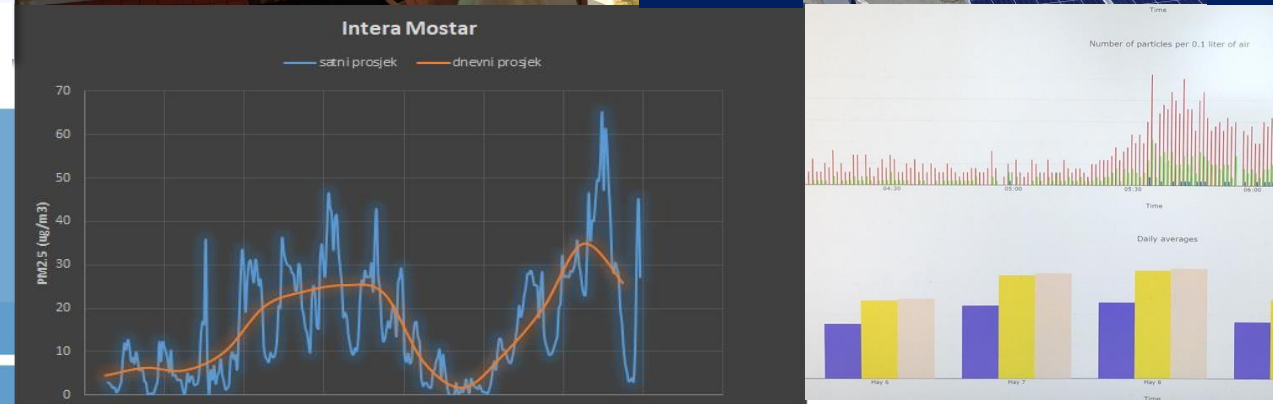 Intera Mostar
satni prosjek
dnevni prosjek
PM2.5 (ug/m3)
70
60
50
40
30
20
10
0
Time
Number of particles per 0.1 liter of air
04:30
05:00
05:30
06:00
Time
Daily averages
May 6
May 7
May 8
Time